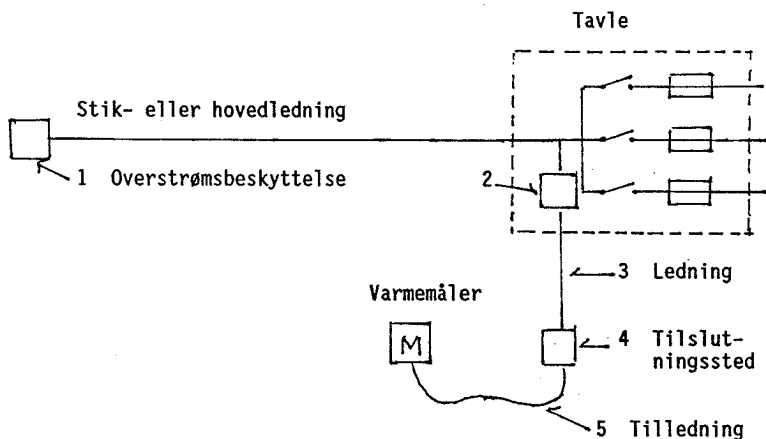 Tavle
Stik- eller hovedledning
1 Overstrømsbeskyttelse
2
3 Ledning
Varmemåler
M
4 Tilslut-
ningssted
5 Tilledning